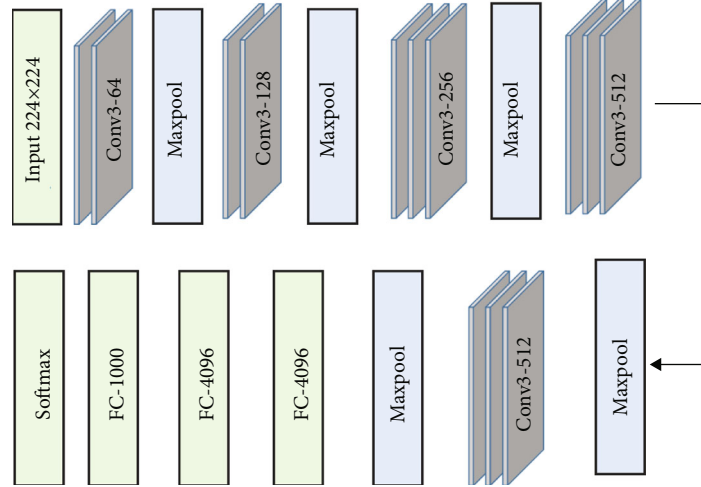 Input 224×224
Conv3-64
Maxpool
Conv3-128
Maxpool
Conv3-256
Maxpool
Conv3-512
Maxpool
Conv3-512
Maxpool
FC-4096
FC-4096
FC-1000
Softmax